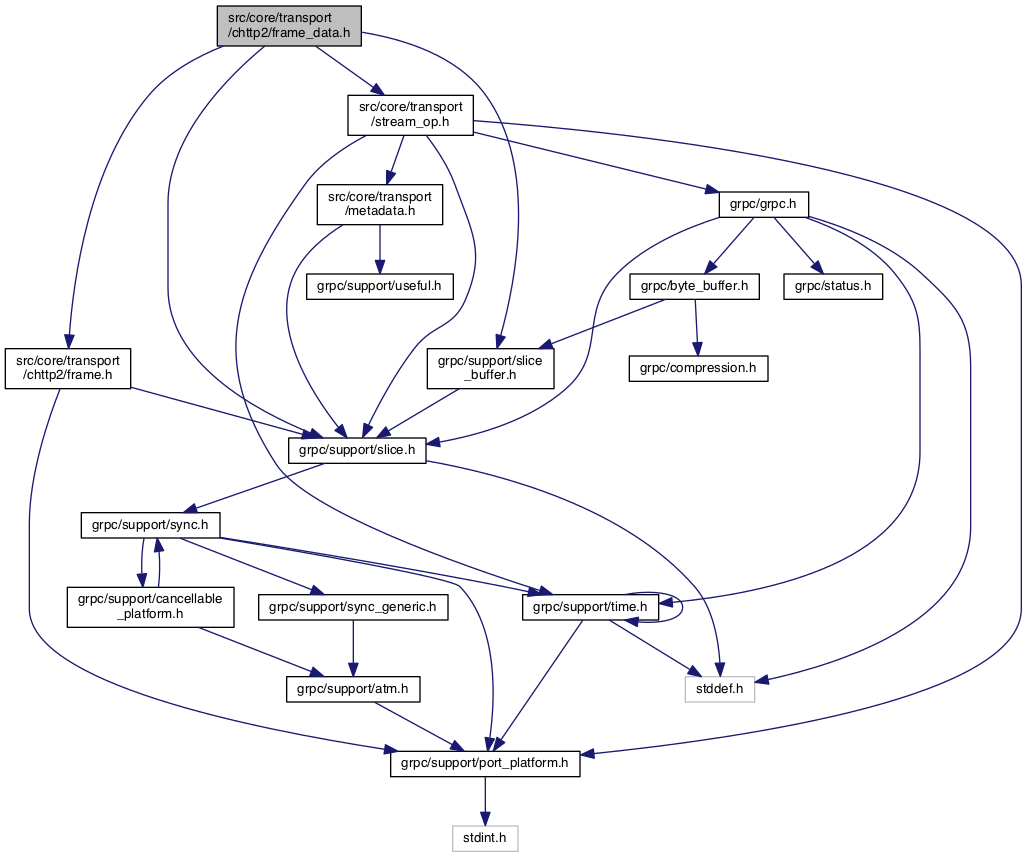 src/core/transport
/chttp2/frame_data.h
src/core/transport
/stream_op.h
src/core/transport
/metadata.h
grpc/grpc.h
grpc/support/useful.h
grpc/byte_buffer.h
grpc/status.h
src/core/transport
/chttp2/frame.h
grpc/support/slice
_buffer.h
grpc/compression.h
grpc/support/slice.h
grpc/support/sync.h
grpc/support/cancellable
_platform.h
grpc/support/sync_generic.h
grpc/support/time.h
grpc/support/atm.h
stddef.h
grpc/support/port_platform.h
stdint.h